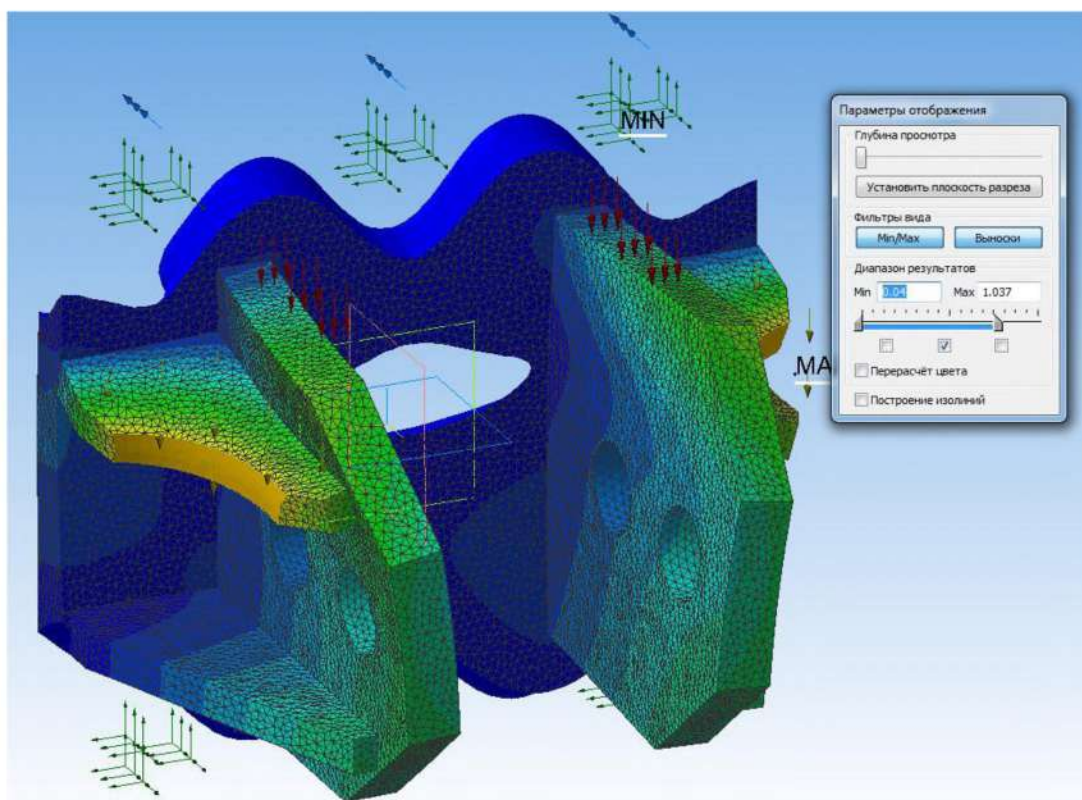 MIN
MA
Параметры отображения
Глубина просмотра
Установить плоскость разреза
Фильтры вида
Min/Max Выноски
Диапазон результатов
Min 0.04 Max 1.037
Перерасчёт цвета
Построение изолиний